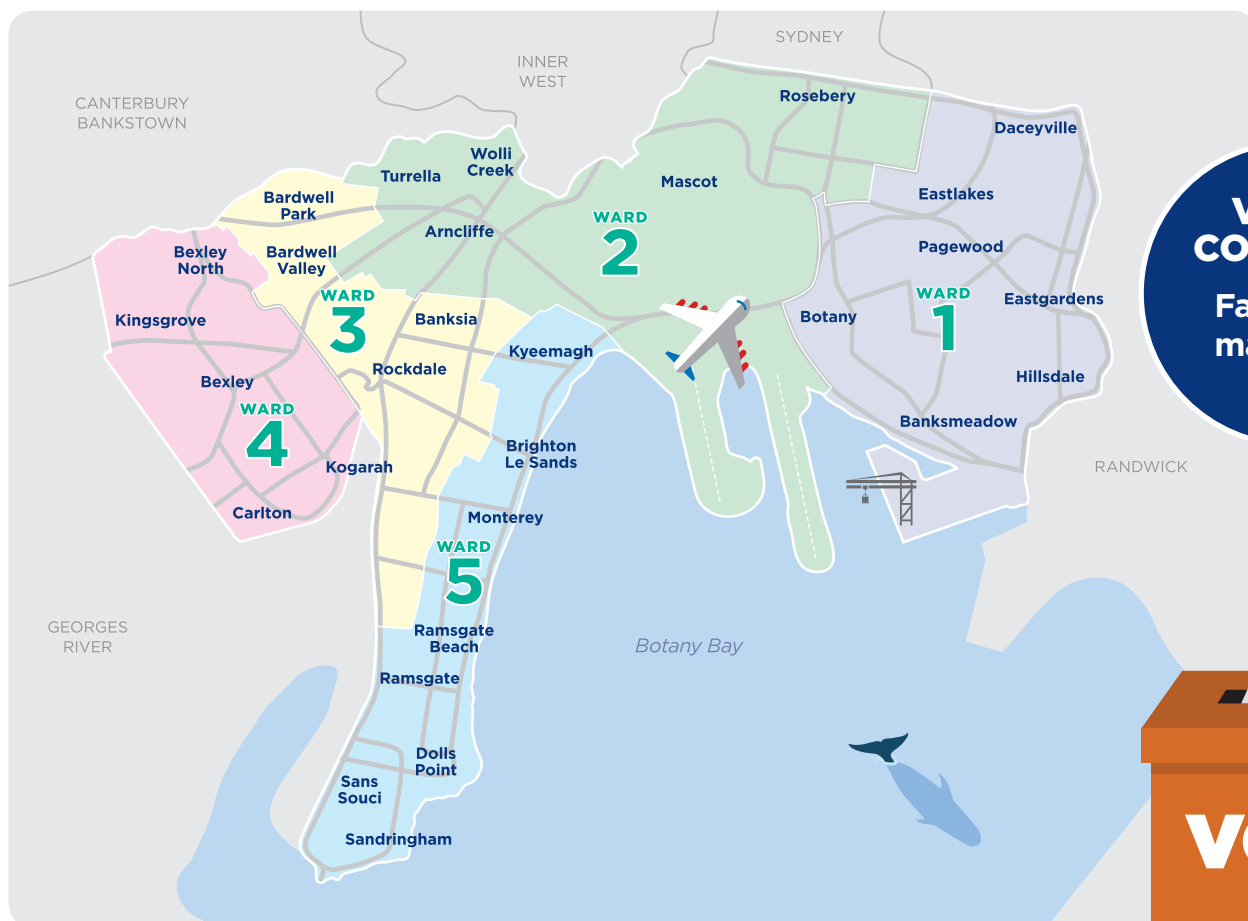 SYDNEY
INNER
WEST
CANTERBURY
BANKSTOWN
Rosebery
Daceyville
Wolli
Creek
Turrella
Mascot
Eastlakes
Bardwell
Park
Arncliffe
WARD
2
Pagewood
Bexley
North
Bardwell
Valley
WARD
3
WARD
1
Eastgardens
Botany
Kingsgrove
Banksia
Kyeemagh
Rockdale
Hillsdale
Bexley
WARD
4
Banksmeadow
Brighton
Le Sands
Kogarah
RANDWICK
Carlton
Monterey
WARD
5
GEORGES
RIVER
Ramsgate
Beach
Botany Bay
Ramsgate
Dolls
Point
Sans
Souci
Sandringham